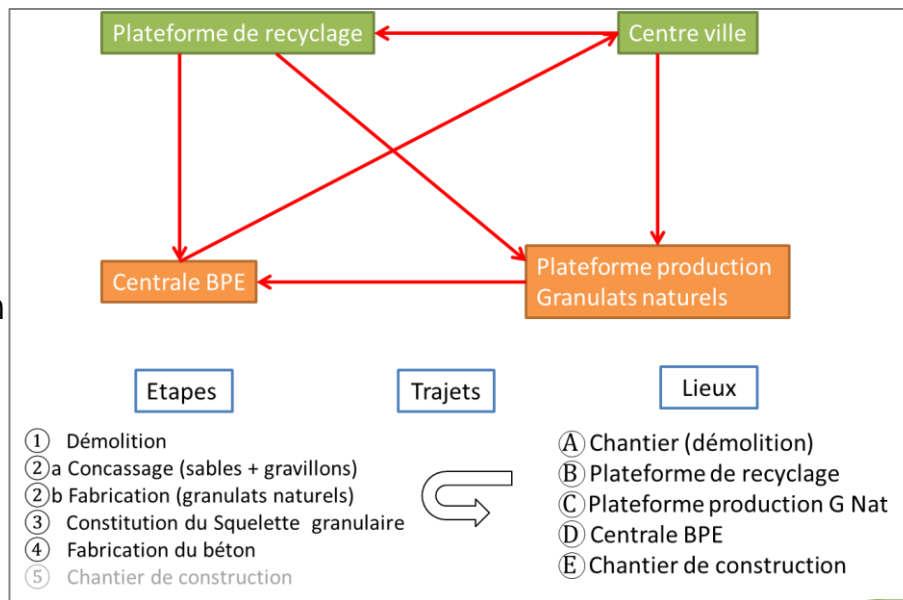 Plateforme de recyclage
Centre ville
Centrale BPE
Plateforme production
Granulats naturels
Etapes
Trajets
Lieux
① Démolition
②a Concassage (sables + gravillons)
②b Fabrication (granulats naturels)
③ Constitution du Squelette granulaire
④ Fabrication du béton
⑤ Chantier de construction
Ⓐ Chantier (démolition)
Ⓑ Plateforme de recyclage
Ⓒ Plateforme production G Nat
Ⓓ Centrale BPE
Ⓔ Chantier de construction